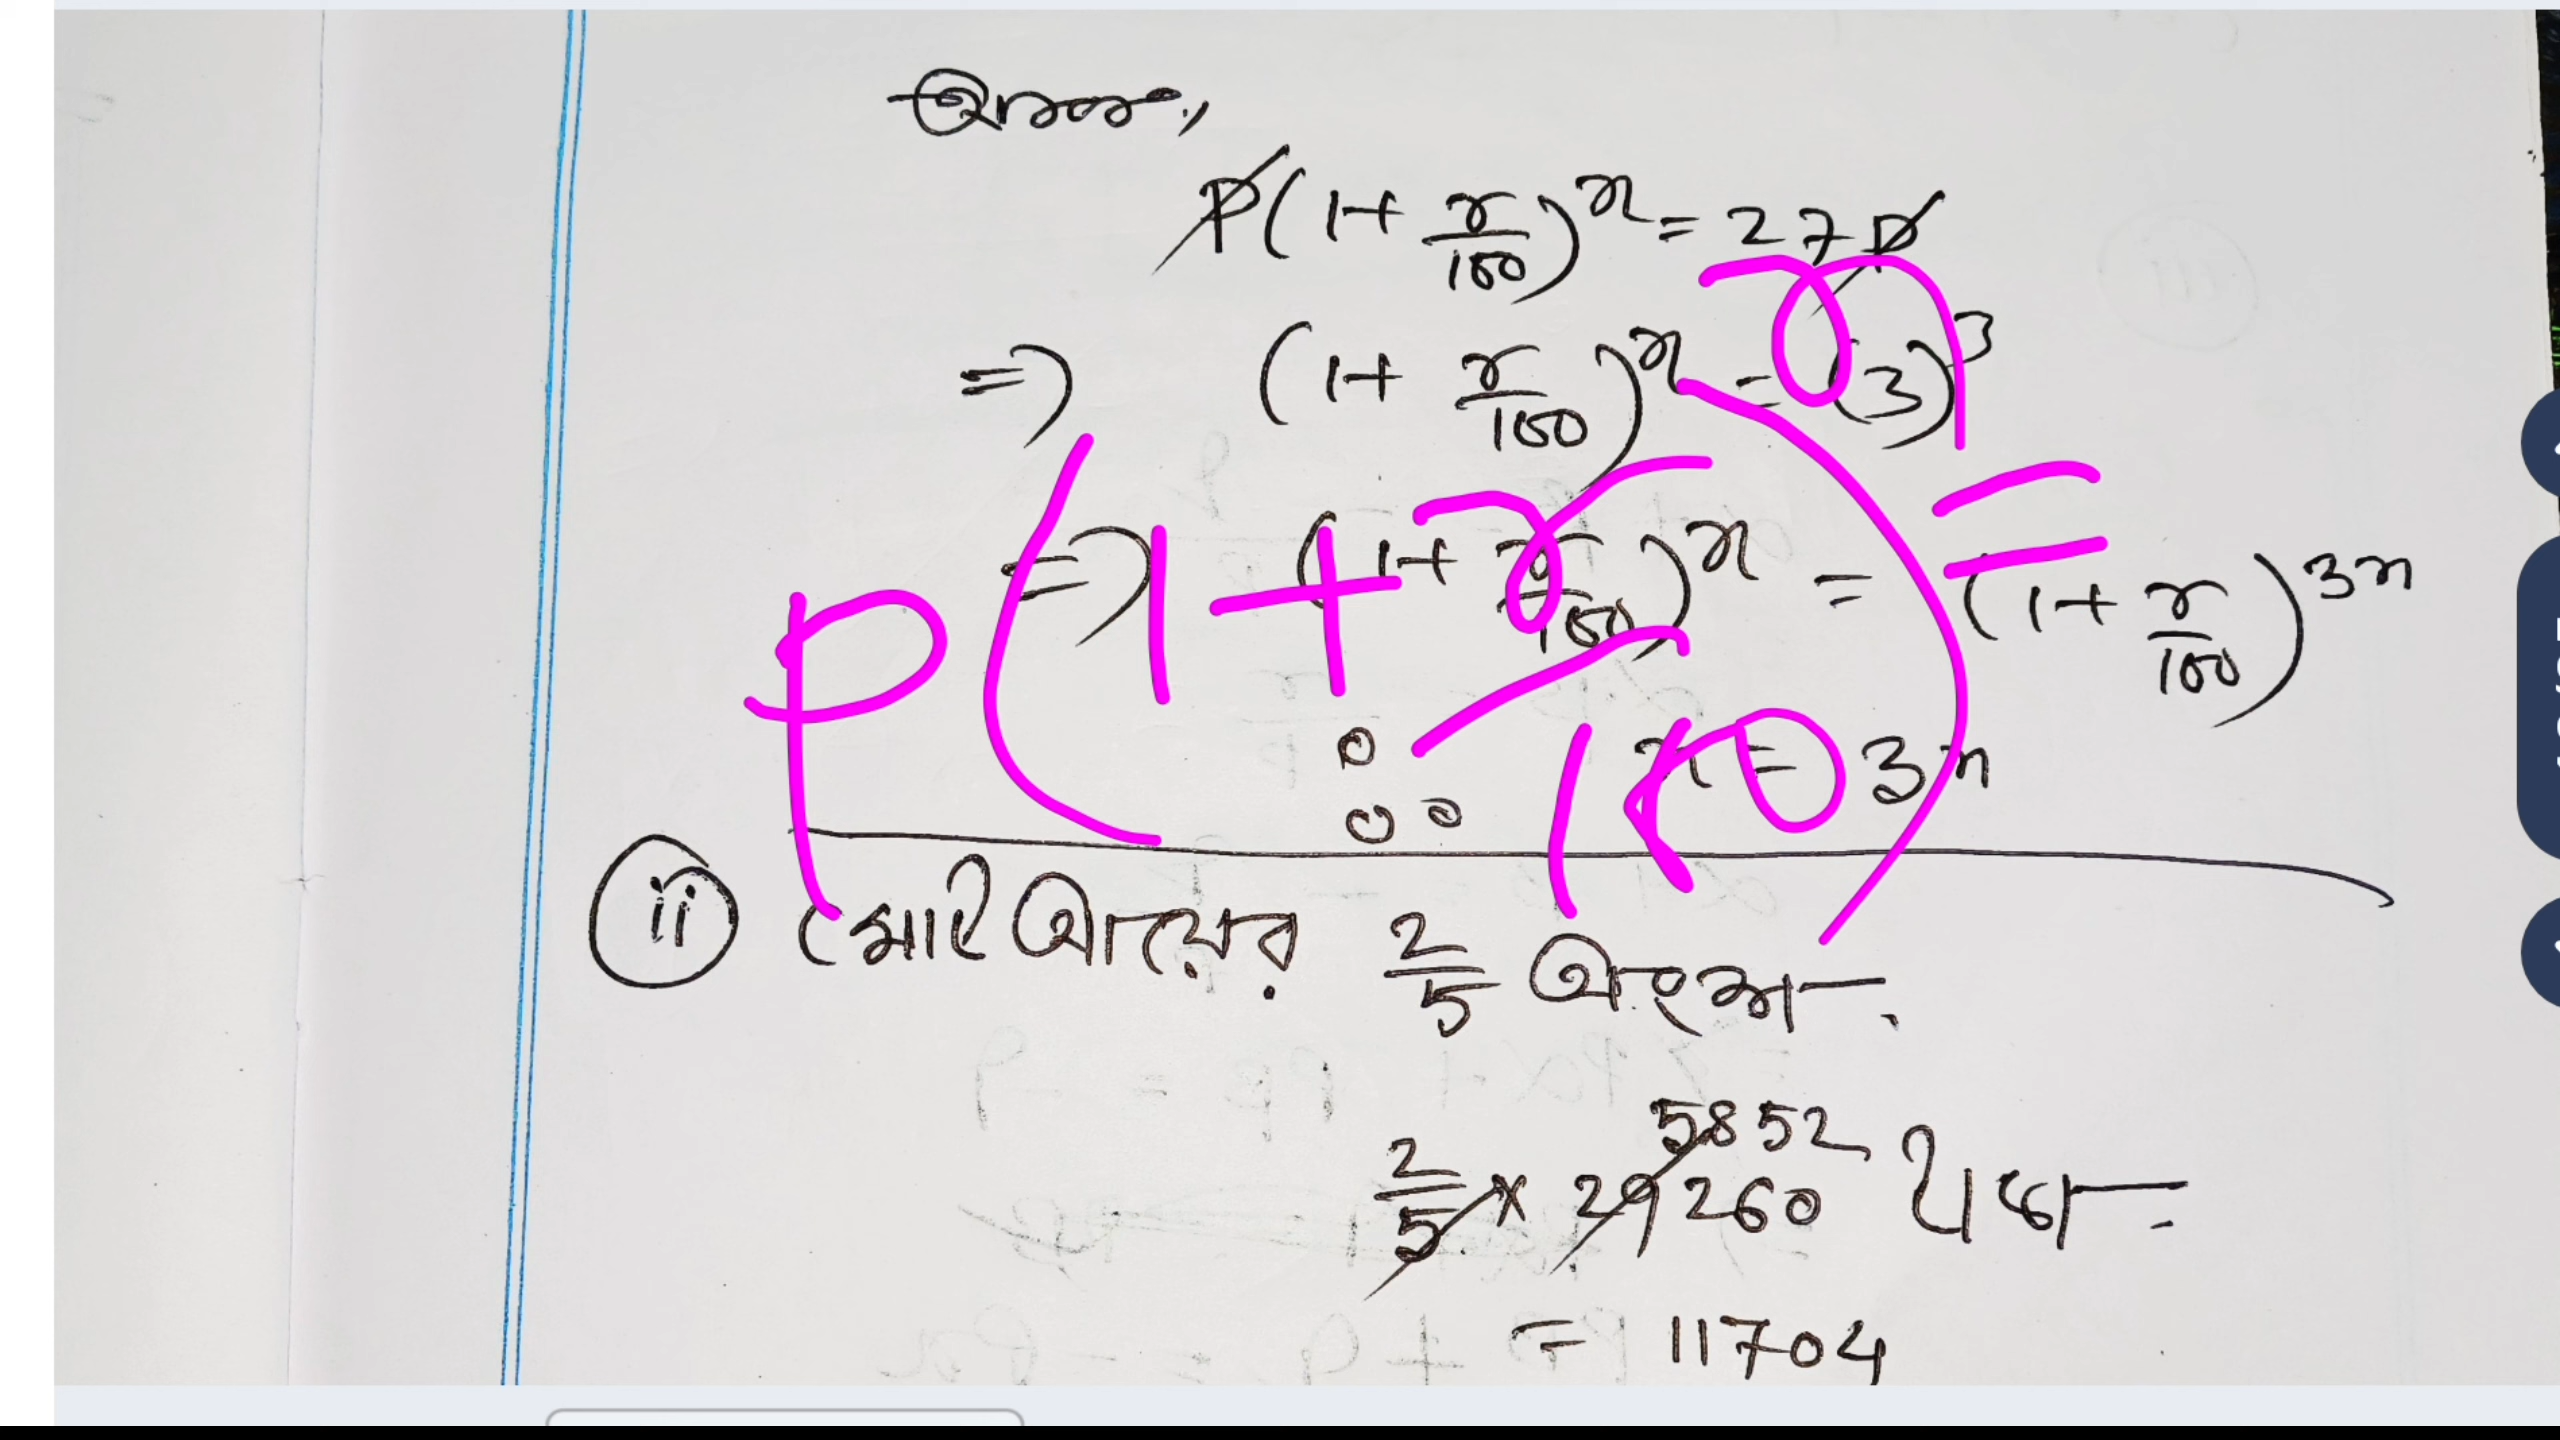 আবার,
P(1+ r/100)^x = 27P
=> (1+ r/100)^x = (3)^3
=> (1+ r/100)^x = (1+ r/100)^3n
∴ x = 3n
P(1+ r/100)^n =
(ii) মোট আয়ের 2/5 অংশ
5852
2/5 × 29260 টাকা
= 11704